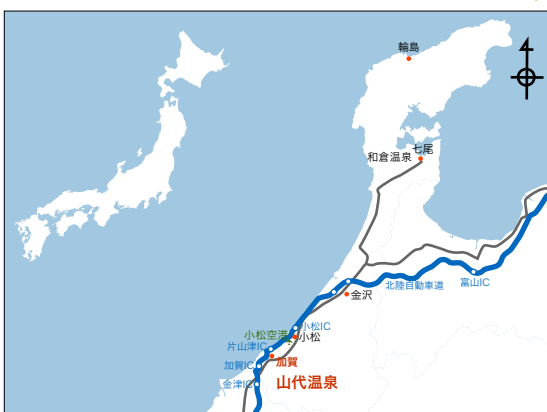 輪島
七尾
和倉温泉
北陸自動車道
富山IC
金沢
小松IC
小松空港
小松
片山津IC
加賀
加賀IC
山代温泉
金津IC